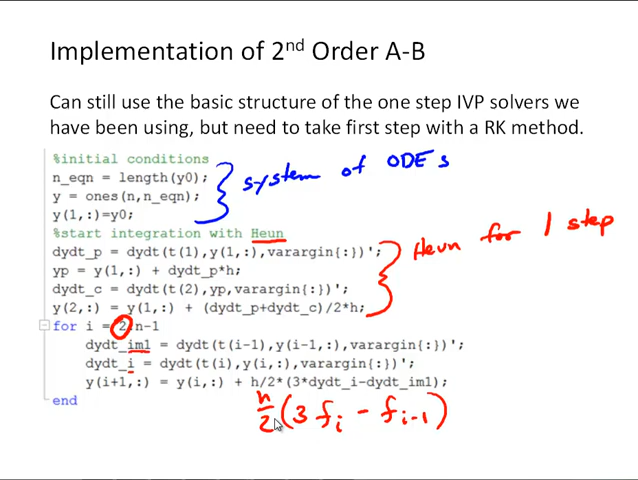 Implementation of 2nd Order A-B
Can still use the basic structure of the one step IVP solvers we
have been using, but need to take first step with a RK method.
%initial conditions
n_eqn = length(y0);
y = ones(n,n_eqn);
y(1,:)=y0;
system of ODEs
%start integration with Heun
dydt_p = dydt(t(1),y(1,:),varargin{:})';
yp = y(1,:) + dydt_p*h;
dydt_c = dydt(t(2),yp,varargin{:})';
y(2,:) = y(1,:) + (dydt_p+dydt_c)/2*h;
Heun for 1 step
for i = 2:n-1
dydt_im1 = dydt(t(i-1),y(i-1,:),varargin{:})';
dydt_i = dydt(t(i),y(i,:),varargin{:})';
y(i+1,:) = y(i,:) + h/2*(3*dydt_i-dydt_im1);
end
h/2 (3 fi - fi-1)